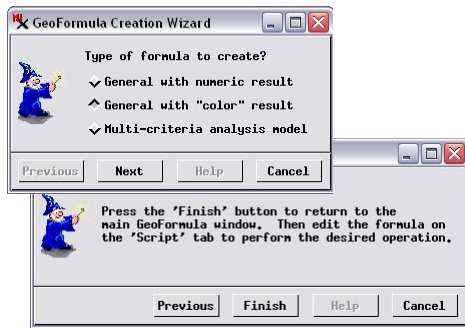 GeoFormula Creation Wizard
Type of formula to create?
General with numeric result
General with "color" result
Multi-criteria analysis model
Previous Next Help Cancel
Press the 'Finish' button to return to the
main GeoFormula window. Then edit the formula on
the 'Script' tab to perform the desired operation.
Previous Finish Help Cancel